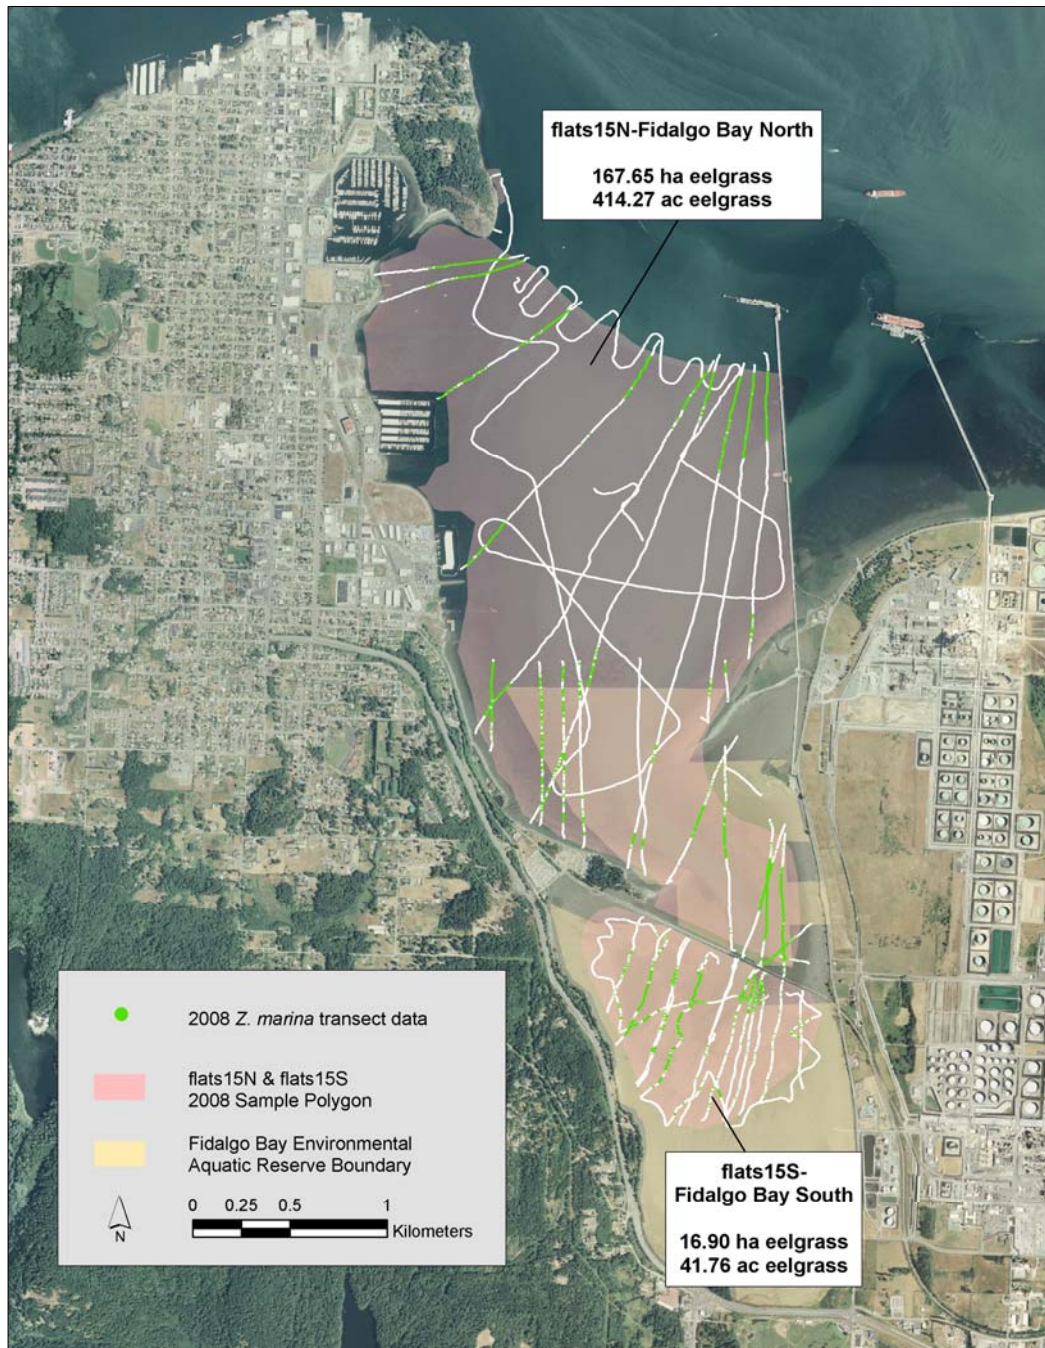 flats15N-Fidalgo Bay North
167.65 ha eelgrass
414.27 ac eelgrass
2008 Z. marina transect data
flats15N & flats15S
2008 Sample Polygon
Fidalgo Bay Environmental
Aquatic Reserve Boundary
N
0 0.25 0.5 1
Kilometers
flats15S-
Fidalgo Bay South
16.90 ha eelgrass
41.76 ac eelgrass